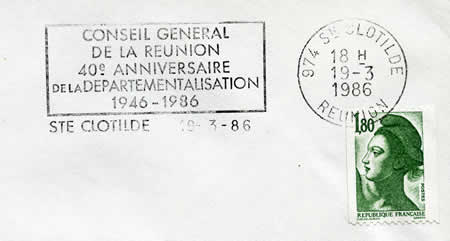 CONSEIL GENERAL
DE LA REUNION
40e ANNIVERSAIRE
DE LA DEPARTEMENTALISATION
1946-1986
STE CLOTILDE 19-3-86
974 STE CLOTILDE
18 H
19-3
1986
REUNION
1,80
POSTES
REPUBLIQUE FRANÇAISE